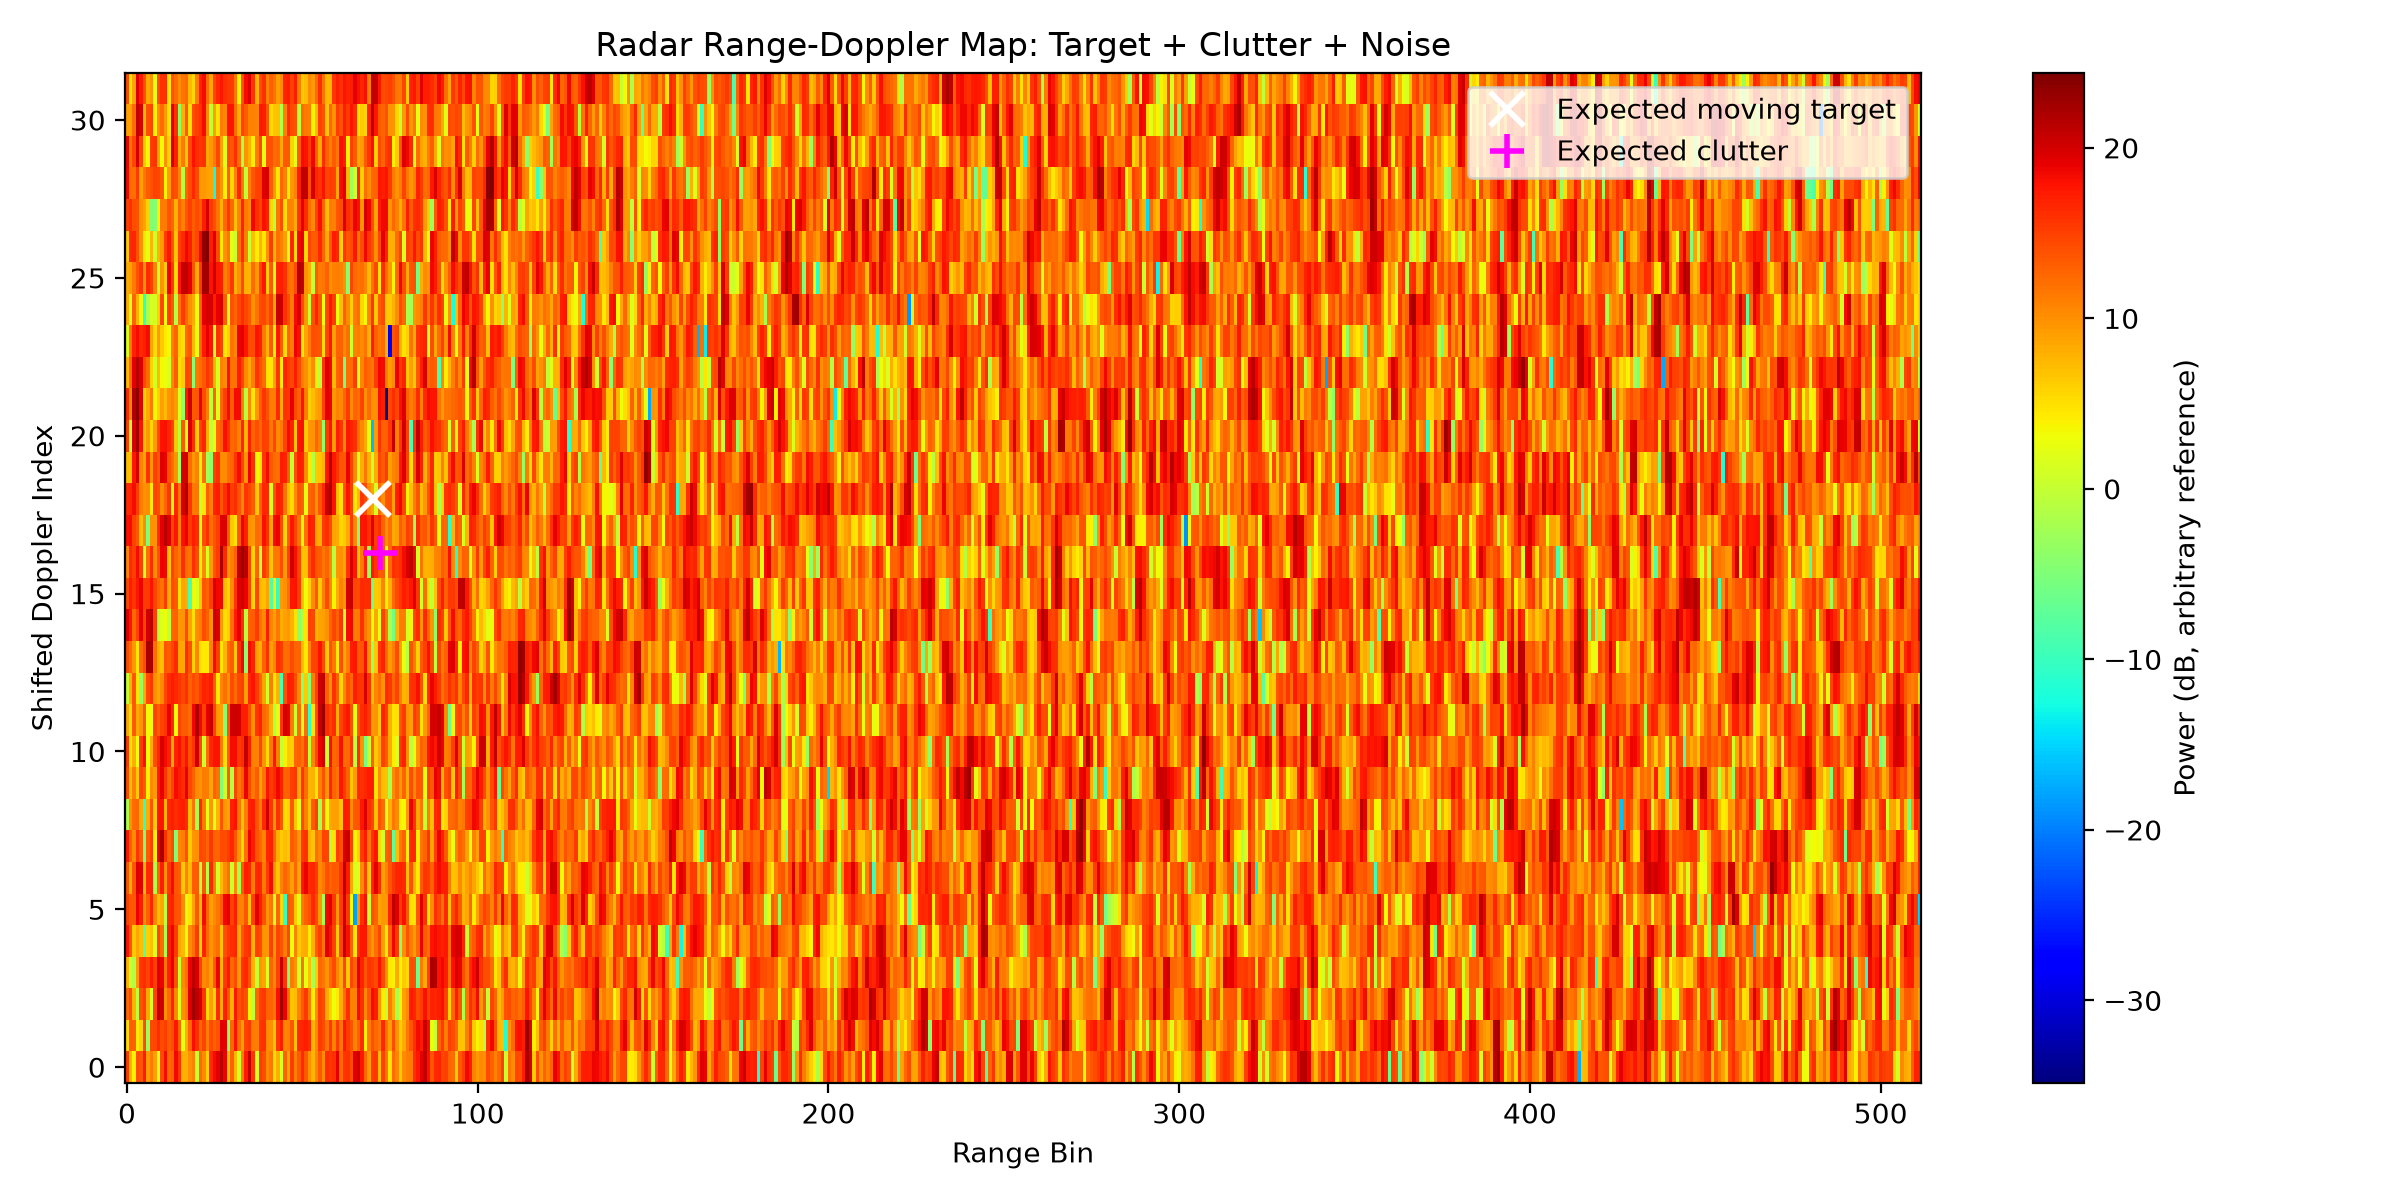 Radar Range-Doppler Map: Target + Clutter + Noise
Expected moving target
Expected clutter
30
25
20
15
10
5
0
Shifted Doppler Index
0 100 200 300 400 500
Range Bin
20
10
0
−10
−20
−30
Power (dB, arbitrary reference)